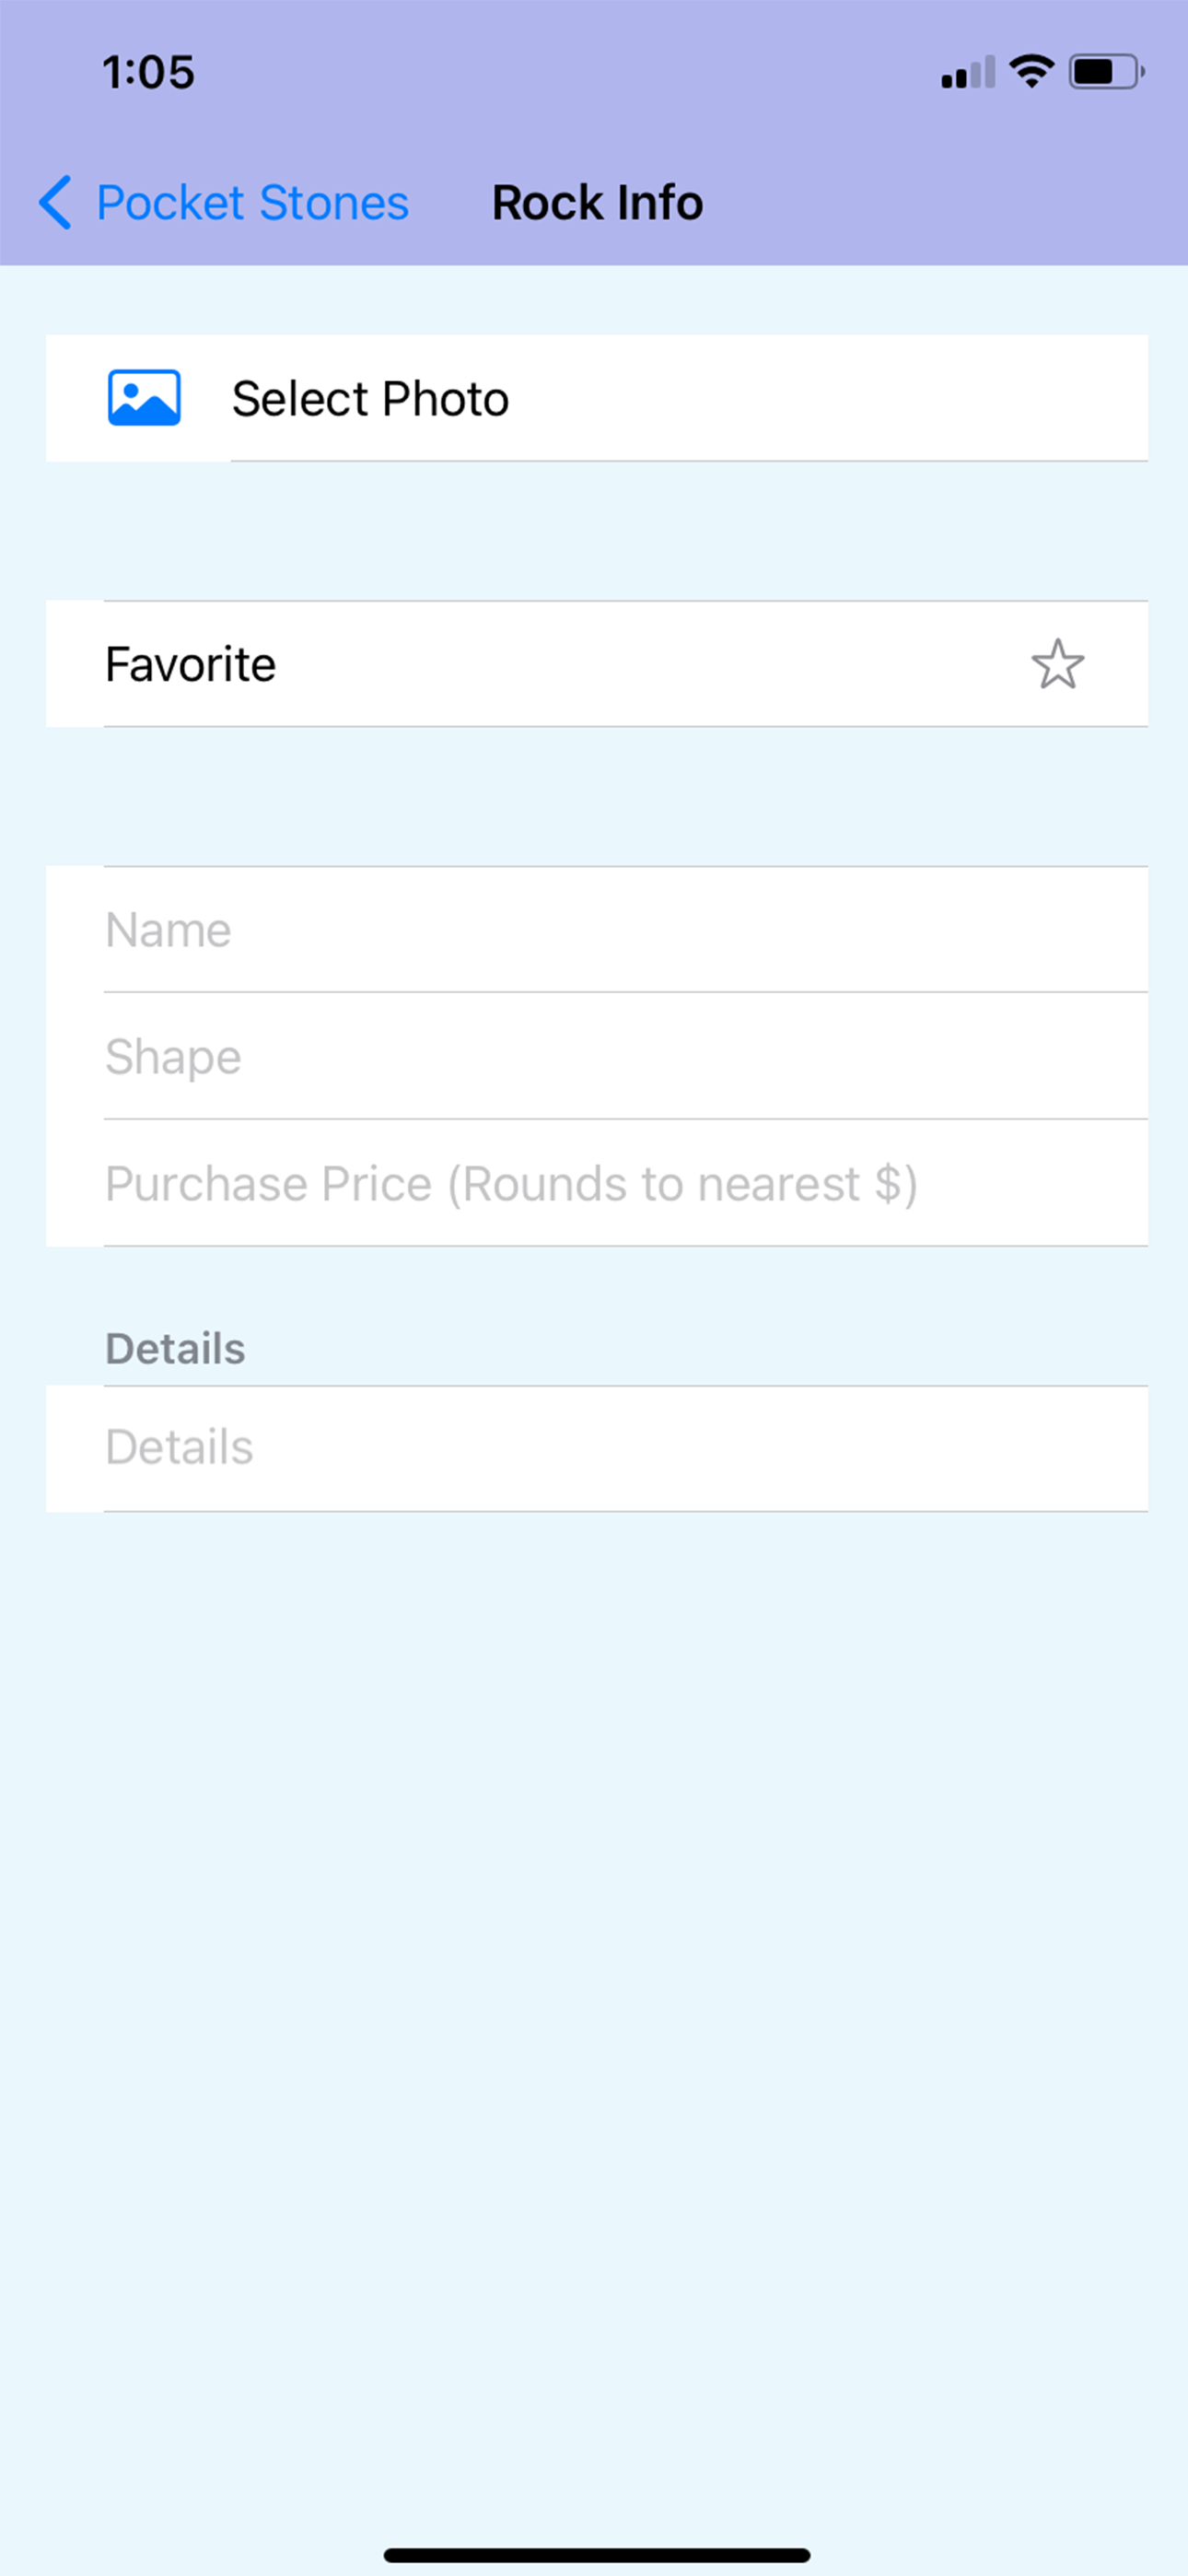 1:05
Pocket Stones Rock Info
Select Photo
Favorite
Name
Shape
Purchase Price (Rounds to nearest $)
Details
Details